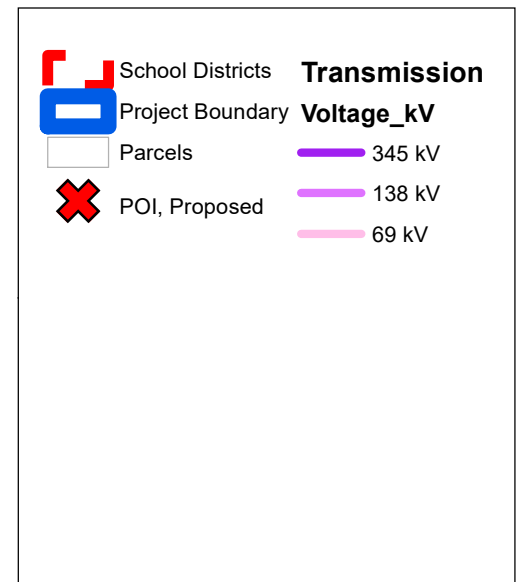 School Districts
Project Boundary
Parcels
POI, Proposed
Transmission
Voltage_kV
345 kV
138 kV
69 kV